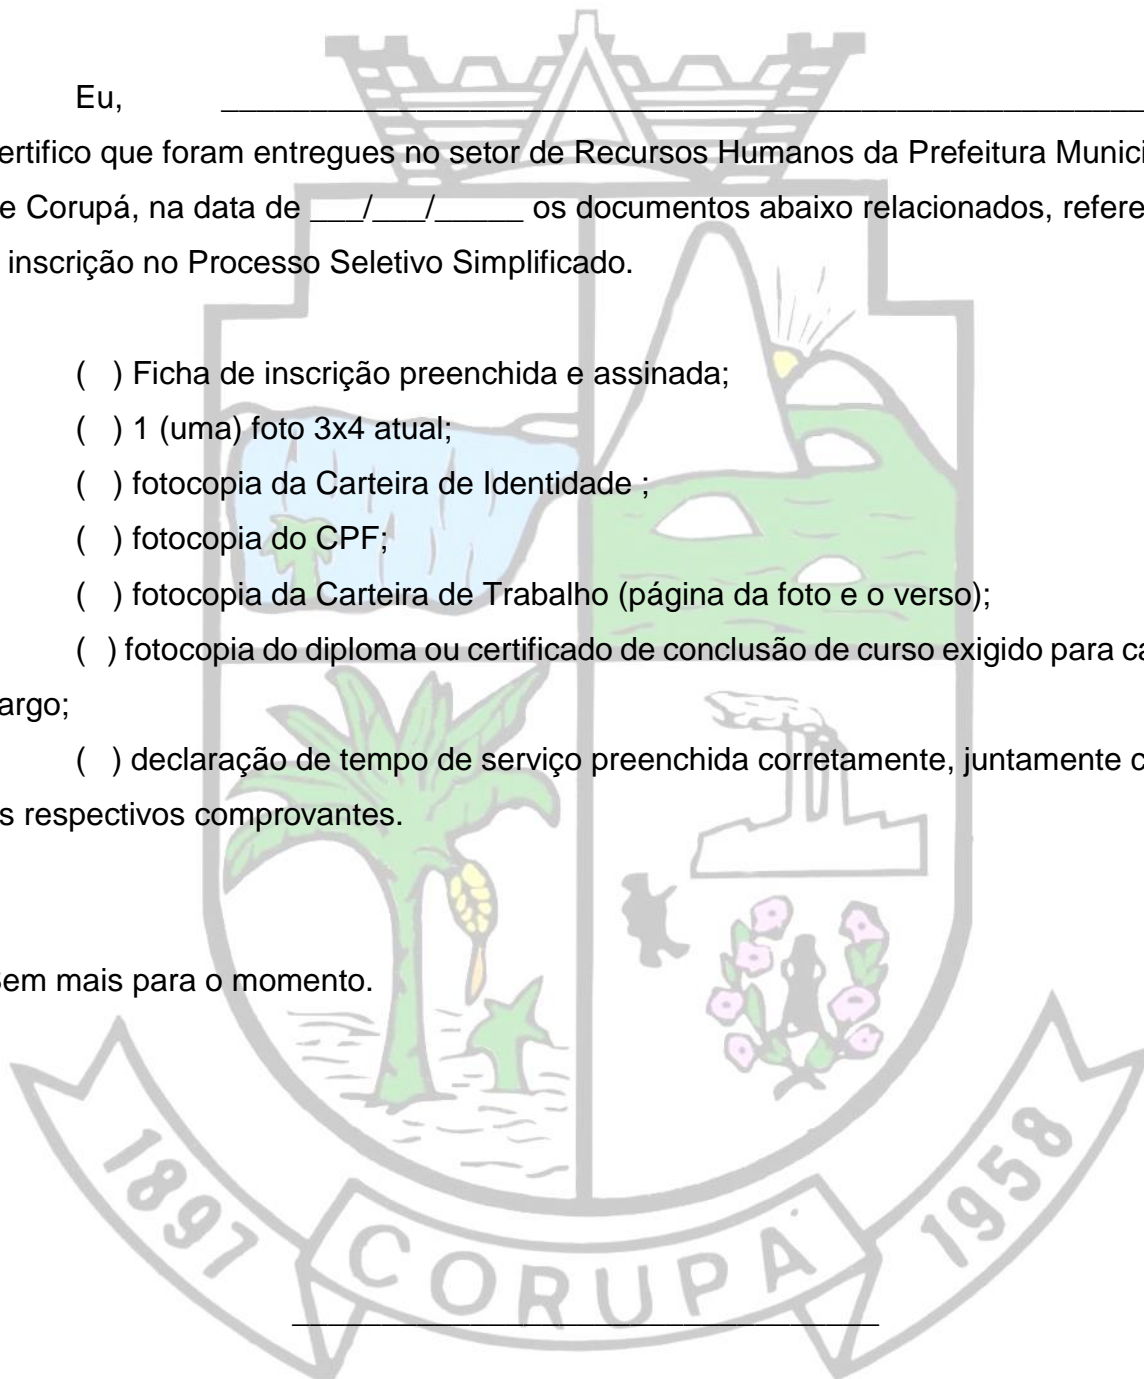 Eu, ____________________________________________________
ertifico que foram entregues no setor de Recursos Humanos da Prefeitura Munici
e Corupá, na data de ___/___/_____ os documentos abaixo relacionados, refere
inscrição no Processo Seletivo Simplificado.
( ) Ficha de inscrição preenchida e assinada;
( ) 1 (uma) foto 3x4 atual;
( ) fotocopia da Carteira de Identidade ;
( ) fotocopia do CPF;
( ) fotocopia da Carteira de Trabalho (página da foto e o verso);
( ) fotocopia do diploma ou certificado de conclusão de curso exigido para ca
argo;
( ) declaração de tempo de serviço preenchida corretamente, juntamente c
s respectivos comprovantes.
Sem mais para o momento.
1897
CORUPÁ
1958
_________________________________